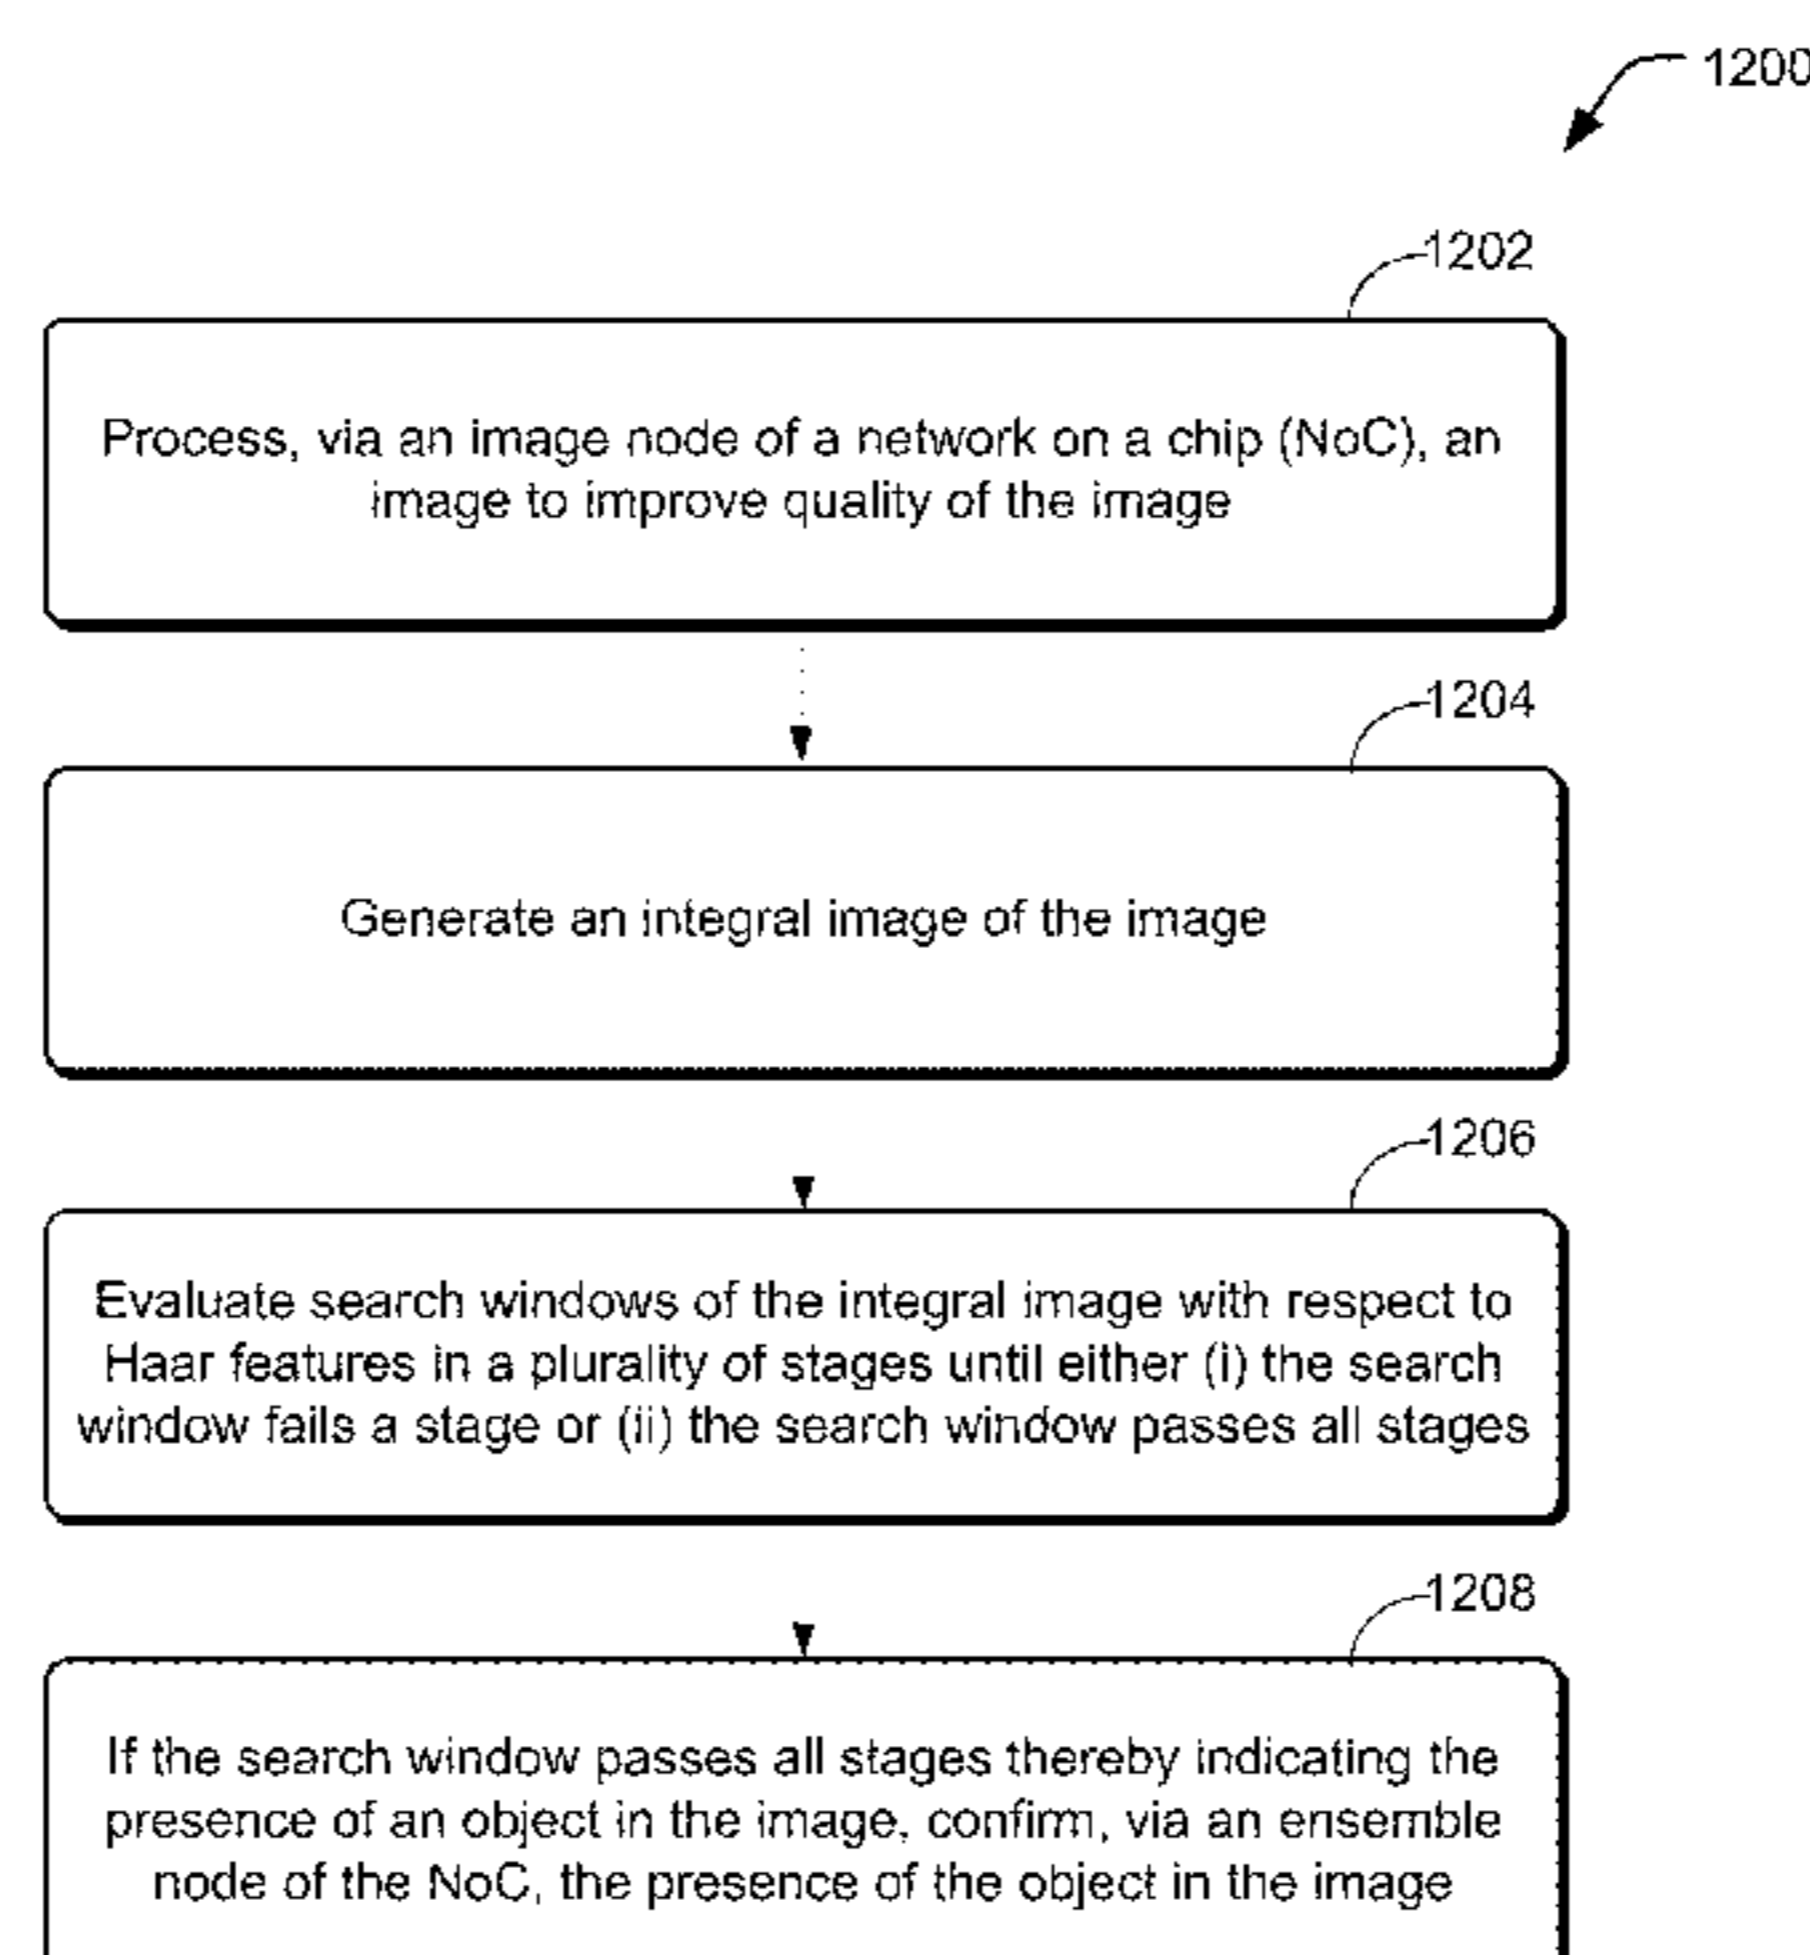 1200
1202
Process, via an image node of a network on a chip (NoC), an
image to improve quality of the image
1204
Generate an integral image of the image
1206
Evaluate search windows of the integral image with respect to
Haar features in a plurality of stages until either (i) the search
window fails a stage or (ii) the search window passes all stages
1208
If the search window passes all stages thereby indicating the
presence of an object in the image, confirm, via an ensemble
node of the NoC, the presence of the object in the image